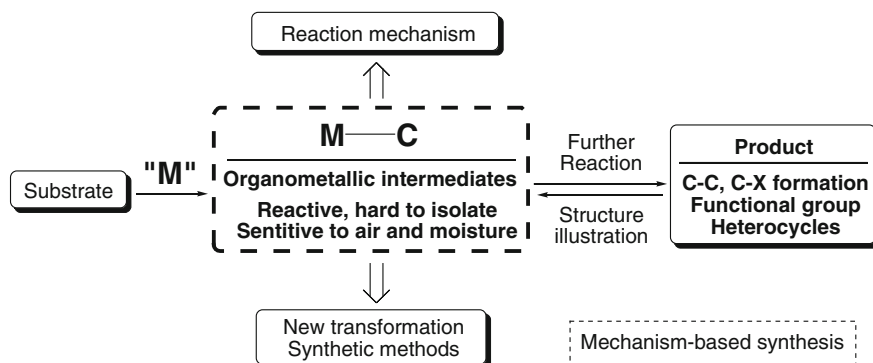 Reaction mechanism
M—C
Substrate
"M"
Organometallic intermediates
Reactive, hard to isolate
Sentitive to air and moisture
Further
Reaction
Structure
illustration
Product
C-C, C-X formation
Functional group
Heterocycles
New transformation
Synthetic methods
Mechanism-based synthesis